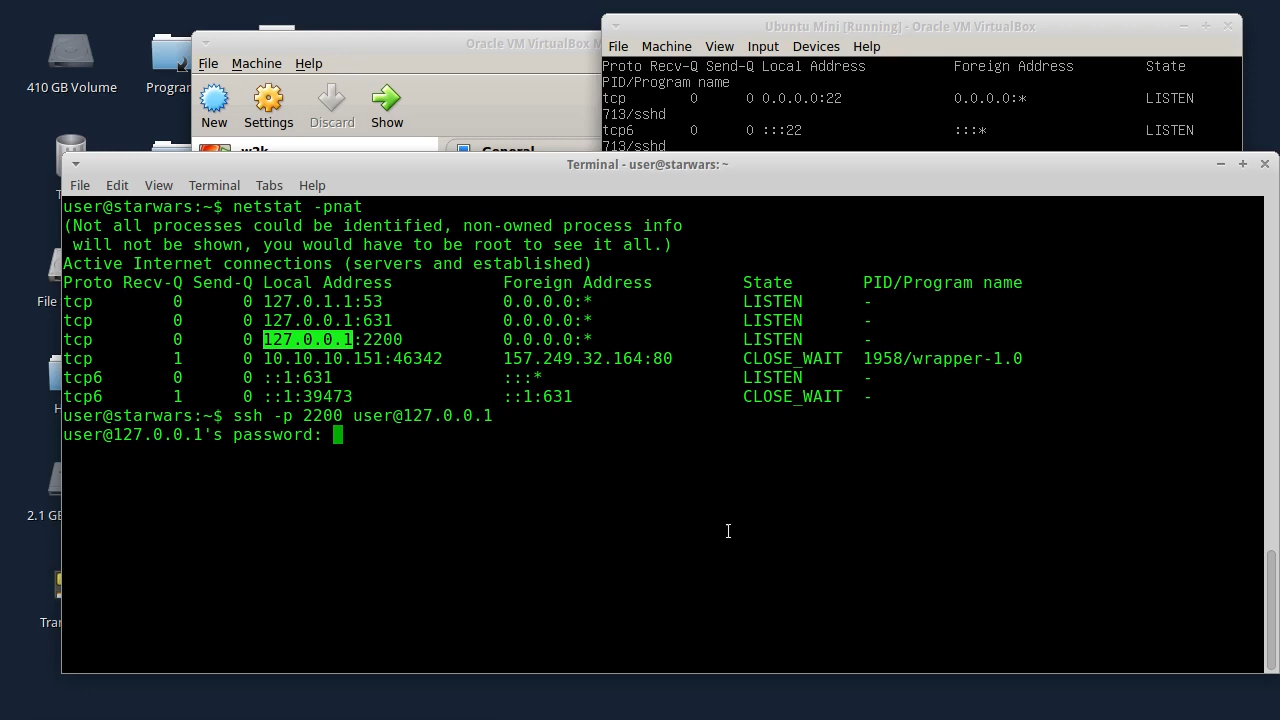 410 GB Volume
Program
Oracle VM VirtualBox M
File Machine Help
New Settings Discard Show
w2k
General
Ubuntu Mini [Running] - Oracle VM VirtualBox
File Machine View Input Devices Help
Proto Recv-Q Send-Q Local Address Foreign Address State
PID/Program name
tcp 0 0 0.0.0.0:22 0.0.0.0:* LISTEN
713/sshd
tcp6 0 0 :::22 :::* LISTEN
713/sshd
Terminal - user@starwars: ~
File Edit View Terminal Tabs Help
user@starwars:~$ netstat -pnat
(Not all processes could be identified, non-owned process info
will not be shown, you would have to be root to see it all.)
Active Internet connections (servers and established)
Proto Recv-Q Send-Q Local Address Foreign Address State PID/Program name
tcp 0 0 127.0.1.1:53 0.0.0.0:* LISTEN -
tcp 0 0 127.0.0.1:631 0.0.0.0:* LISTEN -
tcp 0 0 127.0.0.1:2200 0.0.0.0:* LISTEN -
tcp 1 0 10.10.10.151:46342 157.249.32.164:80 CLOSE_WAIT 1958/wrapper-1.0
tcp6 0 0 ::1:631 :::* LISTEN -
tcp6 1 0 ::1:39473 ::1:631 CLOSE_WAIT -
user@starwars:~$ ssh -p 2200 user@127.0.0.1
user@127.0.0.1's password:
File
2.1 GB
Tran